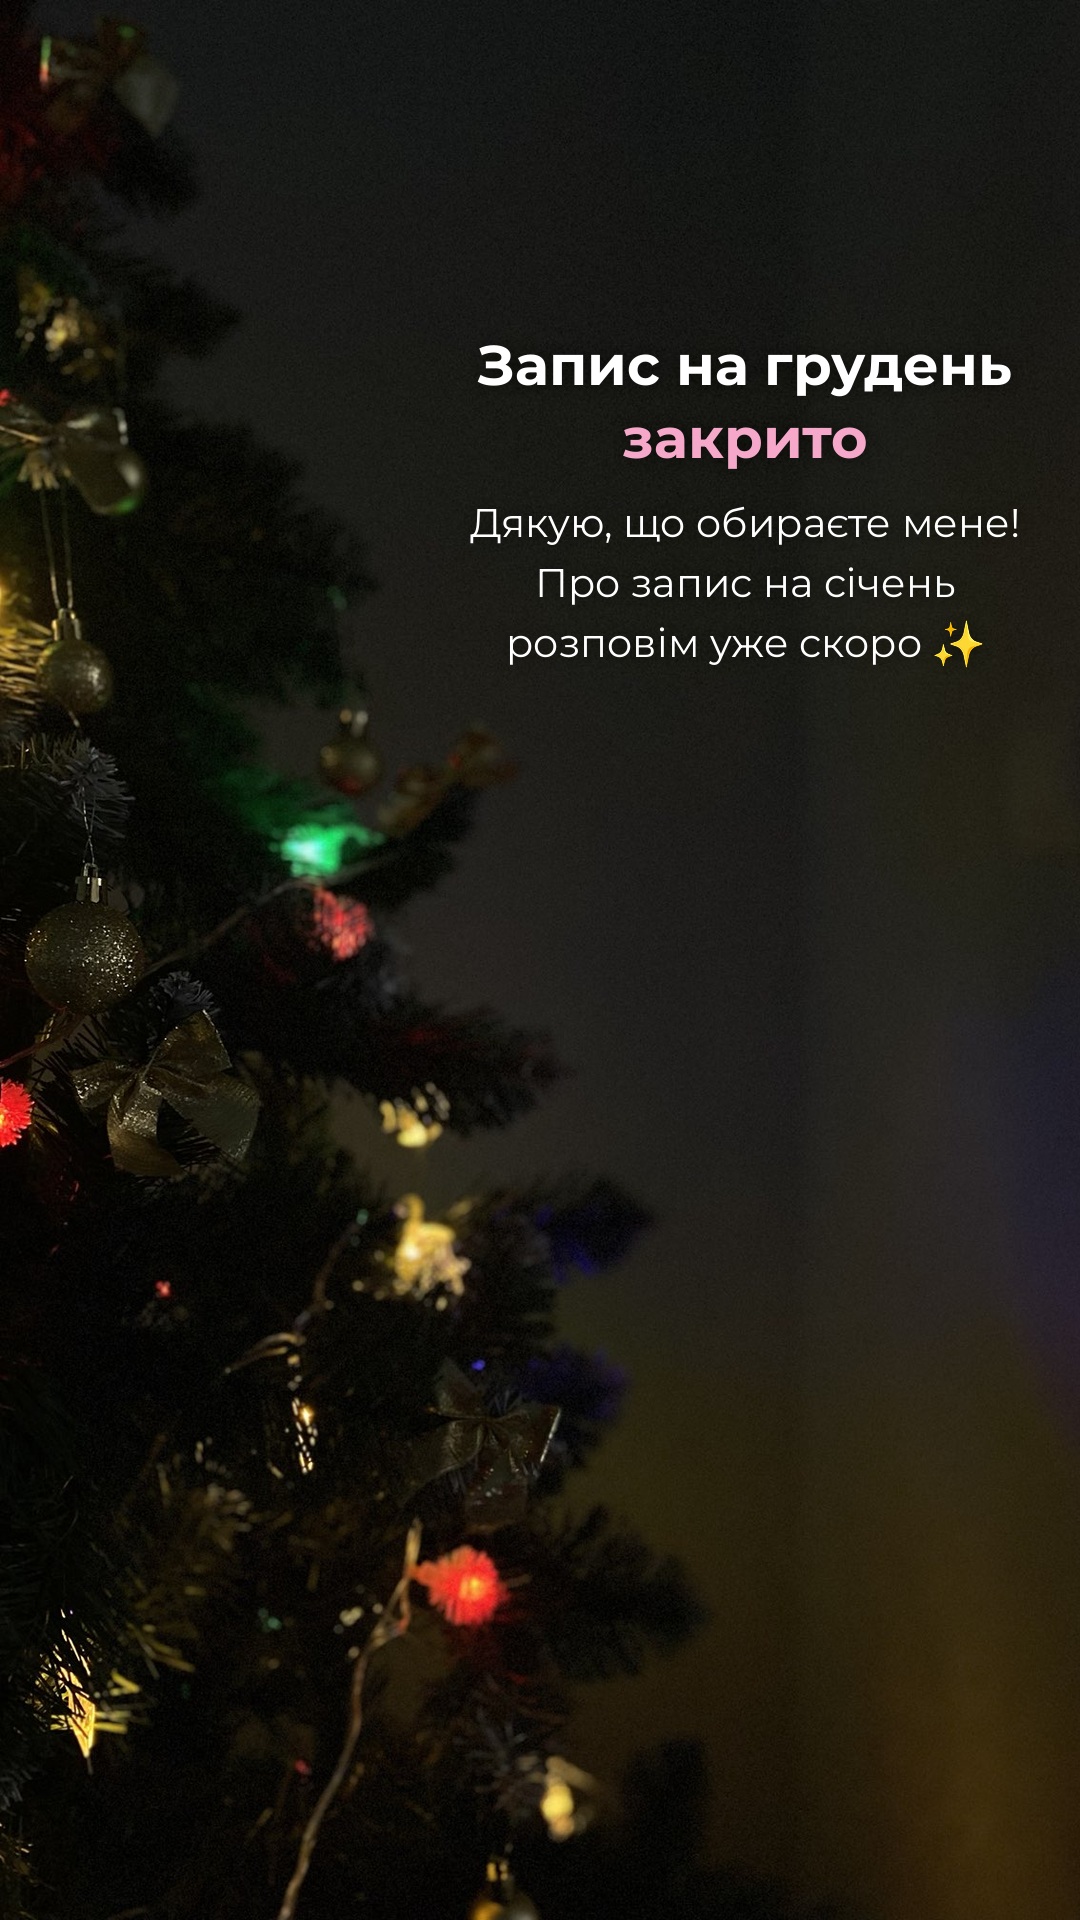 Запис на грудень
закрито
Дякую, що обираєте мене!
Про запис на січень
розповім уже скоро ✨